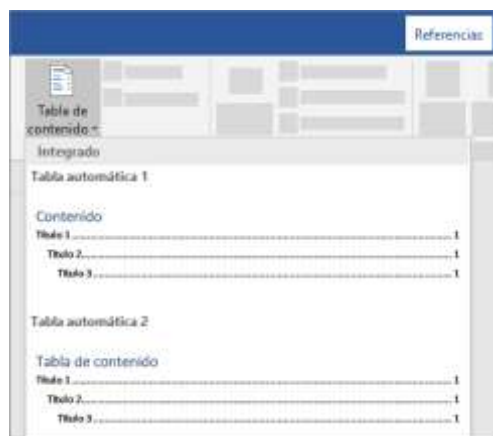 Referencias
Tabla de
contenido
Integrado
Tabla automática 1
Contenido
Título 1 1
Título 2 1
Título 3 1
Tabla automática 2
Tabla de contenido
Título 1 1
Título 2 1
Título 3 1